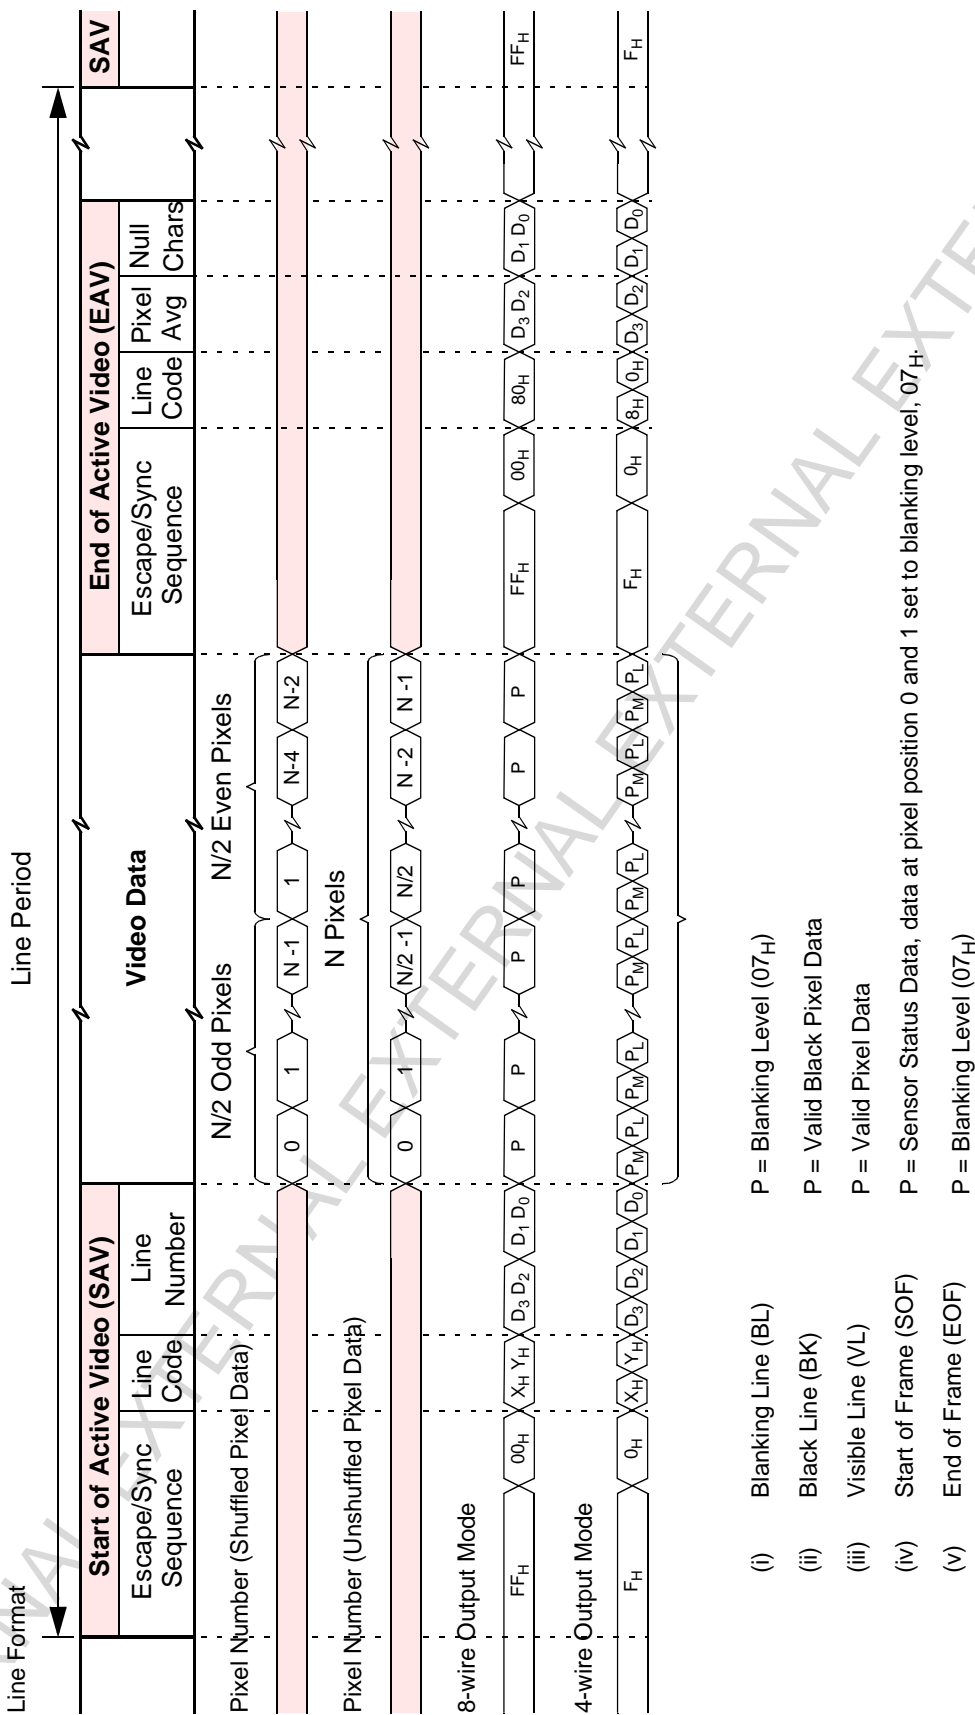 Line Format
Line Period
Start of Active Video (SAV)
Video Data
End of Active Video (EAV)
SAV
Escape/Sync
Sequence
Line
Code
Line
Number
Escape/Sync
Sequence
Line
Code
Pixel
Avg
Null
Chars
N/2 Odd Pixels
N/2 Even Pixels
Pixel Number (Shuffled Pixel Data)
0 1 N -1 1 N-4 N-2
N Pixels
Pixel Number (Unshuffled Pixel Data)
0 1 N/2 -1 N/2 N -2 N -1
8-wire Output Mode
FFH 00H XH YH D3 D2 D1 D0 P P P P P P FFH 00H 80H D3 D2 D1 D0 FFH
4-wire Output Mode
FH 0H XH YH D3 D2 D1 D0 PM PL PM PL PM PL PM PL PM PL PM PL FH 0H 8H 0H D3 D2 D1 D0 FH
(i) Blanking Line (BL) P = Blanking Level (07H)
(ii) Black Line (BK) P = Valid Black Pixel Data
(iii) Visible Line (VL) P = Valid Pixel Data
(iv) Start of Frame (SOF) P = Sensor Status Data, data at pixel position 0 and 1 set to blanking level, 07H.
(v) End of Frame (EOF) P = Blanking Level (07H)
NAL EXTERNAL EXTERNAL EXTERNAL EXTE